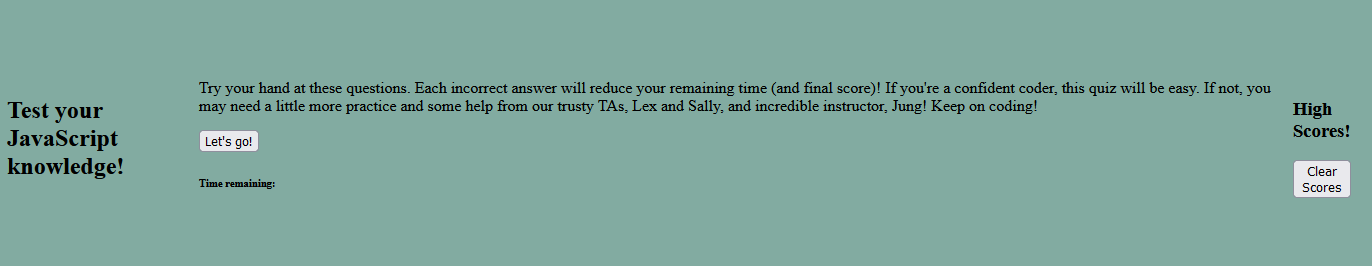 Test your
JavaScript
knowledge!
Try your hand at these questions. Each incorrect answer will reduce your remaining time (and final score)! If you're a confident coder, this quiz will be easy. If not, you
may need a little more practice and some help from our trusty TAs, Lex and Sally, and incredible instructor, Jung! Keep on coding!
Let's go!
Time remaining:
High
Scores!
Clear
Scores